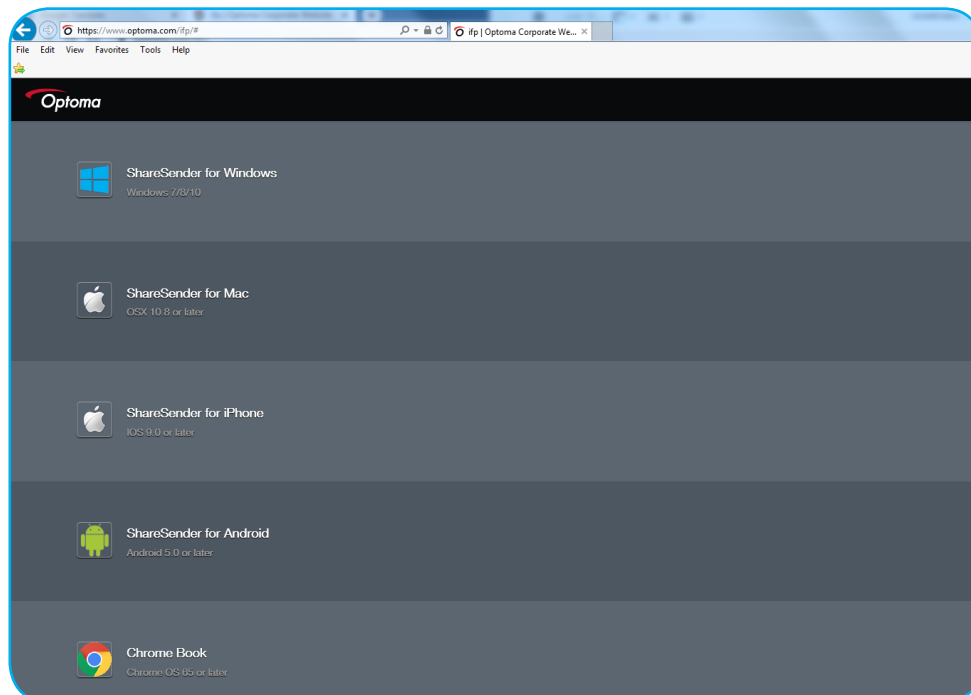 https://www.optoma.com/ifp/#
ifp | Optoma Corporate We...
File Edit View Favorites Tools Help
Optoma
ShareSender for Windows
Windows 7/8/10
ShareSender for Mac
OSX 10.8 or later
ShareSender for iPhone
IOS 9.0 or later
ShareSender for Android
Android 5.0 or later
Chrome Book
Chrome OS 65 or later